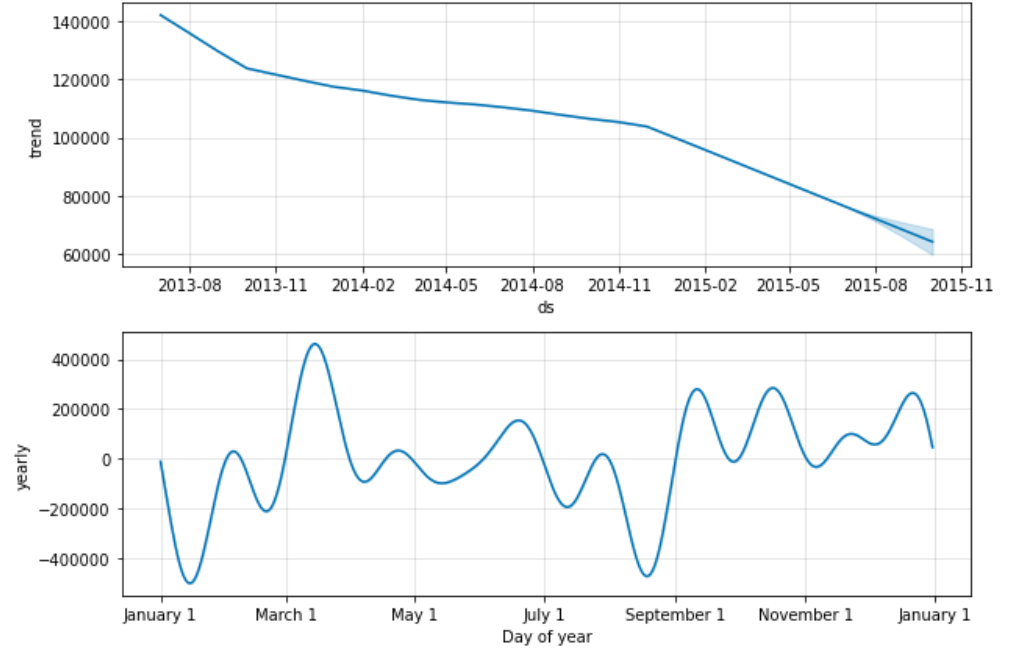 140000
120000
100000
80000
60000
trend
2013-08 2013-11 2014-02 2014-05 2014-08 2014-11 2015-02 2015-05 2015-08 2015-11
ds
400000
200000
0
−200000
−400000
yearly
January 1 March 1 May 1 July 1 September 1 November 1 January 1
Day of year